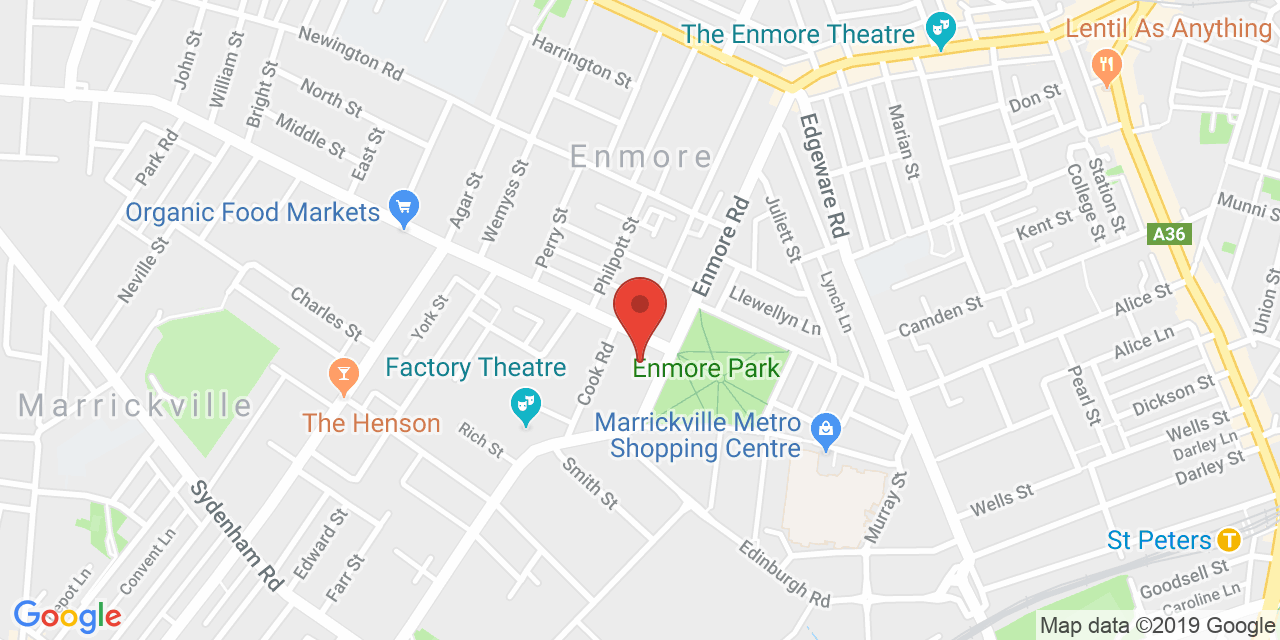 The Enmore Theatre
Lentil As Anything
Newington Rd
Harrington St
John St
William St
Bright St
North St
Middle St
East St
Park Rd
Don St
Marian St
Edgeware Rd
Enmore
Station St
College St
Organic Food Markets
Agar St
Wemyss St
Perry St
Philpott St
Enmore Rd
Juliett St
Kent St
Munni St
A36
Neville St
Charles St
York St
Llewellyn Ln
Lynch Ln
Camden St
Alice St
Union St
Alice Ln
Factory Theatre
Cook Rd
Enmore Park
Pearl St
Dickson St
Marrickville
The Henson
Marrickville Metro
Shopping Centre
Rich St
Smith St
Wells St
Darley Ln
Darley St
Sydenham Rd
Murray St
Wells St
Edward St
Farr St
Convent Ln
epot Ln
Edinburgh Rd
St Peters
T
Goodsell St
Caroline Ln
Google
Map data ©2019 Google